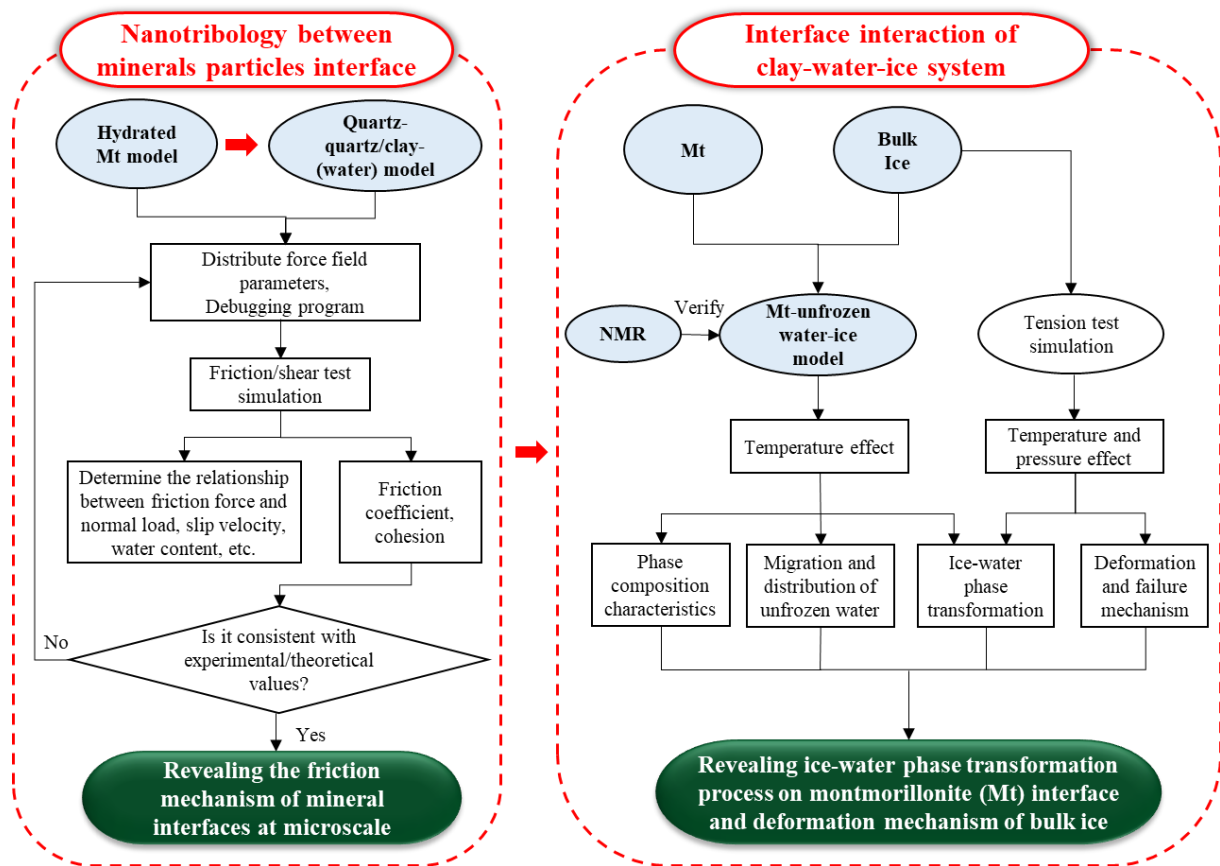 Nanotribology between
minerals particles interface
Hydrated
Mt model
Quartz-
quartz/clay-
(water) model
Distribute force field
parameters,
Debugging program
Friction/shear test
simulation
Determine the relationship
between friction force and
normal load, slip velocity,
water content, etc.
Friction
coefficient,
cohesion
No
Is it consistent with
experimental/theoretical
values?
Yes
Revealing the friction
mechanism of mineral
interfaces at microscale
Interface interaction of
clay-water-ice system
Mt
Bulk
Ice
NMR
Verify
Mt-unfrozen
water-ice
model
Tension test
simulation
Temperature effect
Temperature and
pressure effect
Phase
composition
characteristics
Migration and
distribution of
unfrozen water
Ice-water
phase
transformation
Deformation
and failure
mechanism
Revealing ice-water phase transformation
process on montmorillonite (Mt) interface
and deformation mechanism of bulk ice